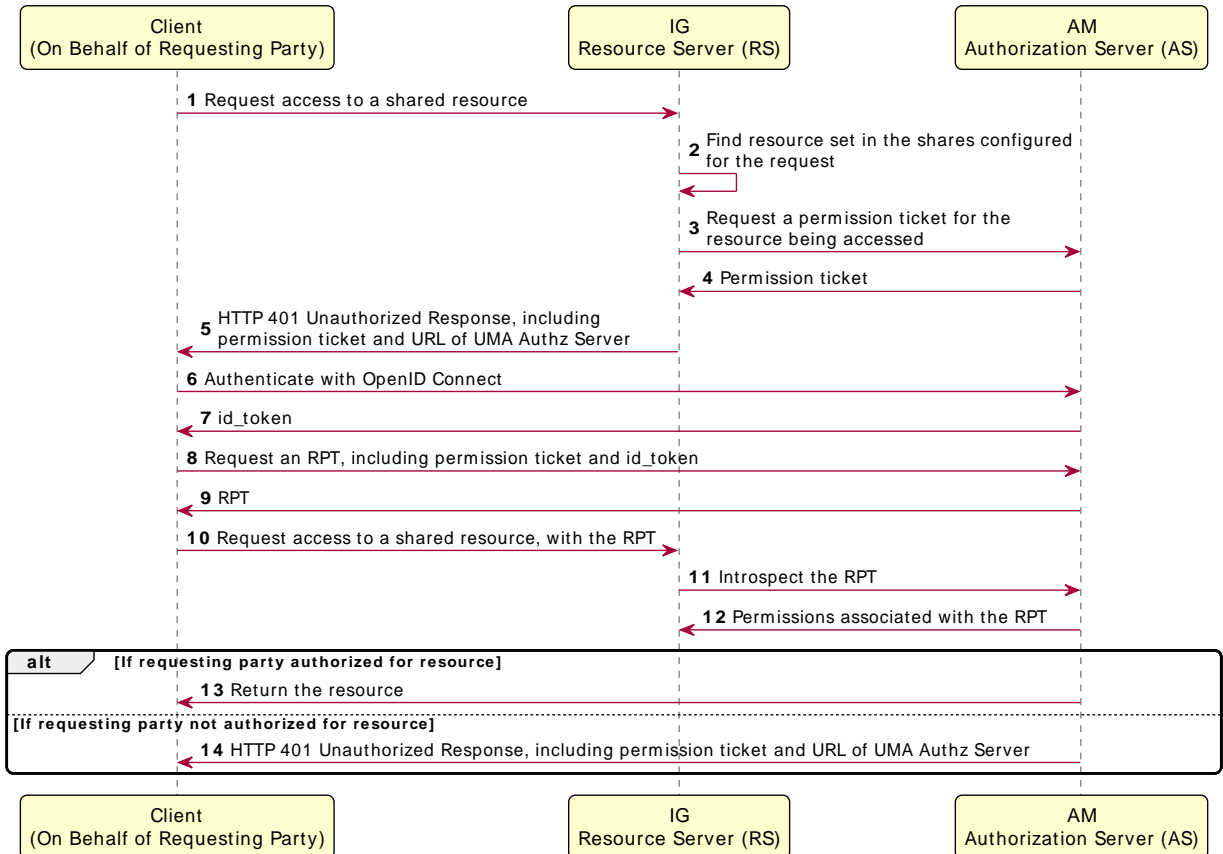 Client
(On Behalf of Requesting Party)
IG
Resource Server (RS)
AM
Authorization Server (AS)
1 Request access to a shared resource
2 Find resource set in the shares configured
for the request
3 Request a permission ticket for the
resource being accessed
4 Permission ticket
5 HTTP 401 Unauthorized Response, including
permission ticket and URL of UMA Authz Server
6 Authenticate with OpenID Connect
7 id_token
8 Request an RPT, including permission ticket and id_token
9 RPT
10 Request access to a shared resource, with the RPT
11 Introspect the RPT
12 Permissions associated with the RPT
alt [If requesting party authorized for resource]
13 Return the resource
[If requesting party not authorized for resource]
14 HTTP 401 Unauthorized Response, including permission ticket and URL of UMA Authz Server
Client
(On Behalf of Requesting Party)
IG
Resource Server (RS)
AM
Authorization Server (AS)